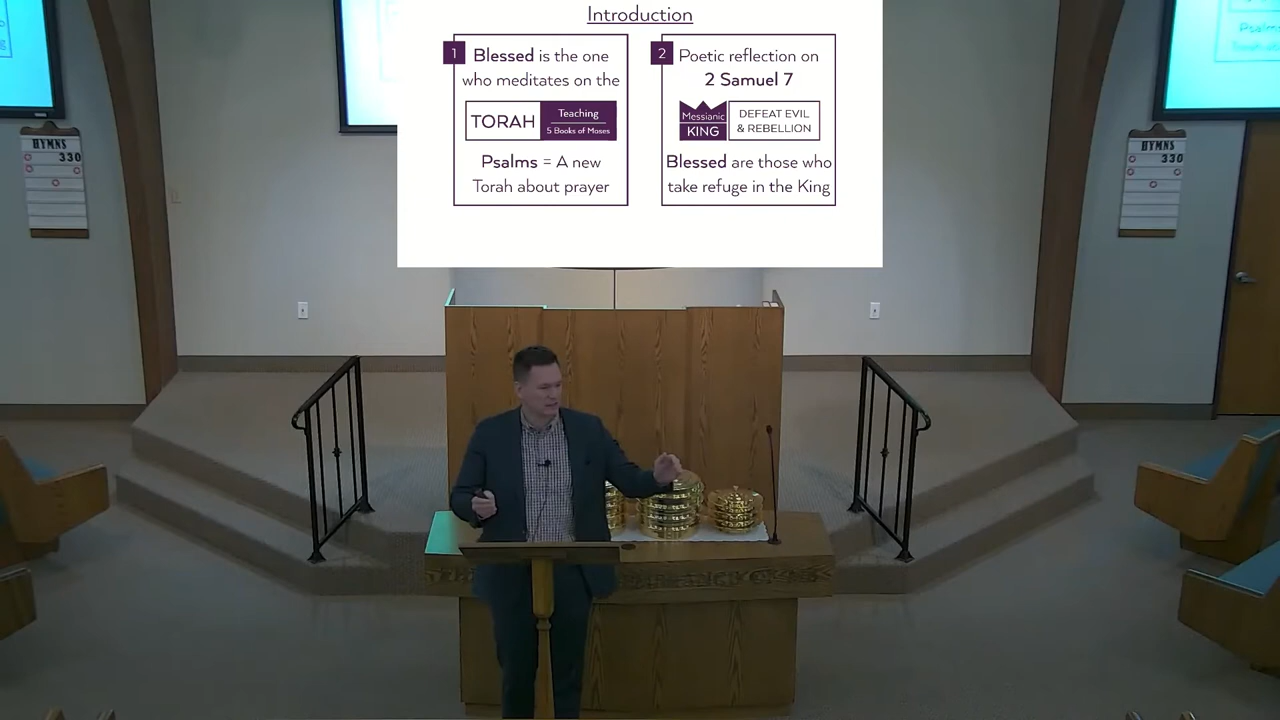 Introduction
1
Blessed is the one
who meditates on the
TORAH
Teaching
5 Books of Moses
Psalms = A new
Torah about prayer
2
Poetic reflection on
2 Samuel 7
Messianic
KING
DEFEAT EVIL
& REBELLION
Blessed are those who
take refuge in the King
HYMNS
330
HYMNS
330